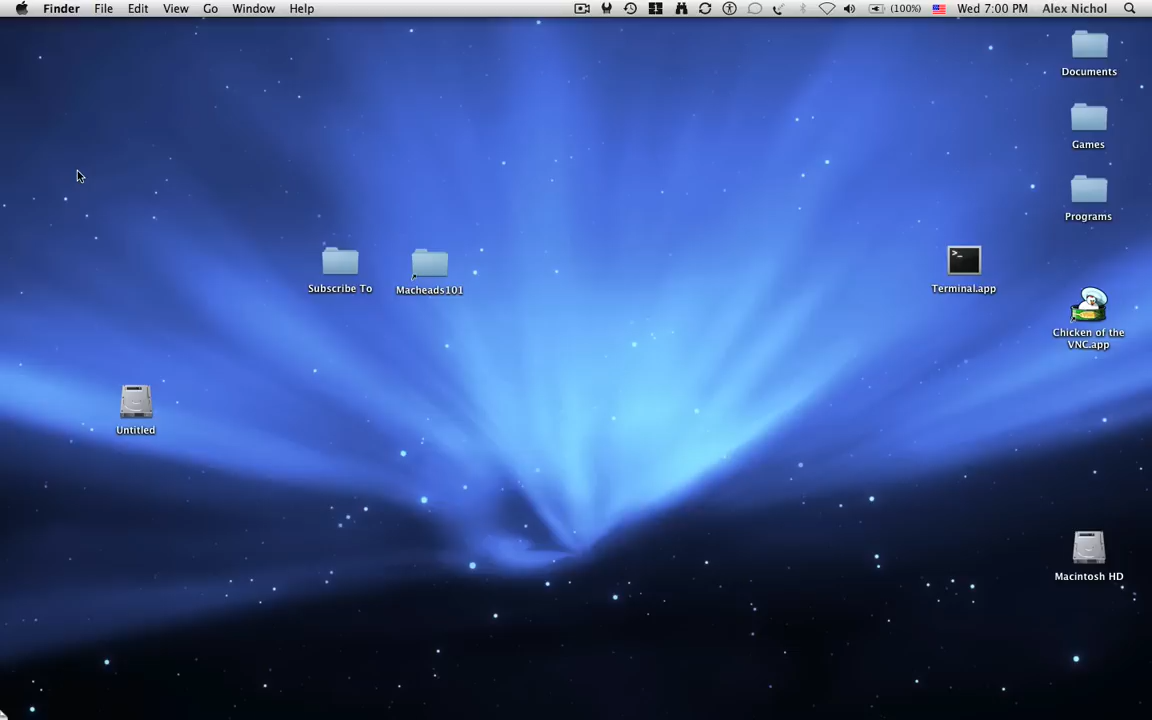 Finder File Edit View Go Window Help (100%) Wed 7:00 PM Alex Nichol
Documents
Games
Programs
Subscribe To
Macheads101
Terminal.app
Chicken of the
VNC.app
Untitled
Macintosh HD